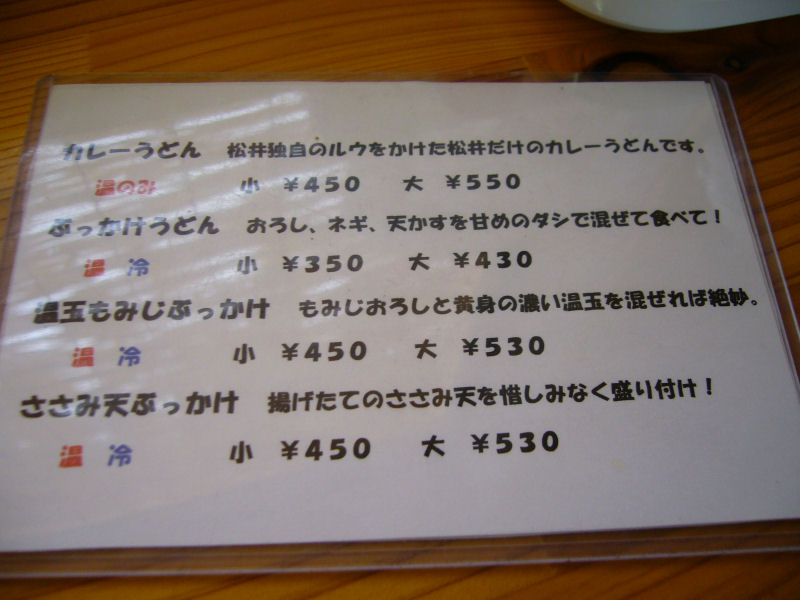 カレーうどん　松井独自のルウをかけた松井だけのカレーうどんです。
温のみ　小　¥450　大　¥550
ぶっかけうどん　おろし、ネギ、天かすを甘めのダシで混ぜて食べて！
温　冷　小　¥350　大　¥430
温玉もみじぶっかけ　もみじおろしと黄身の濃い温玉を混ぜれば絶妙。
温　冷　小　¥450　大　¥530
ささみ天ぶっかけ　揚げたてのささみ天を惜しみなく盛り付け！
温　冷　小　¥450　大　¥530